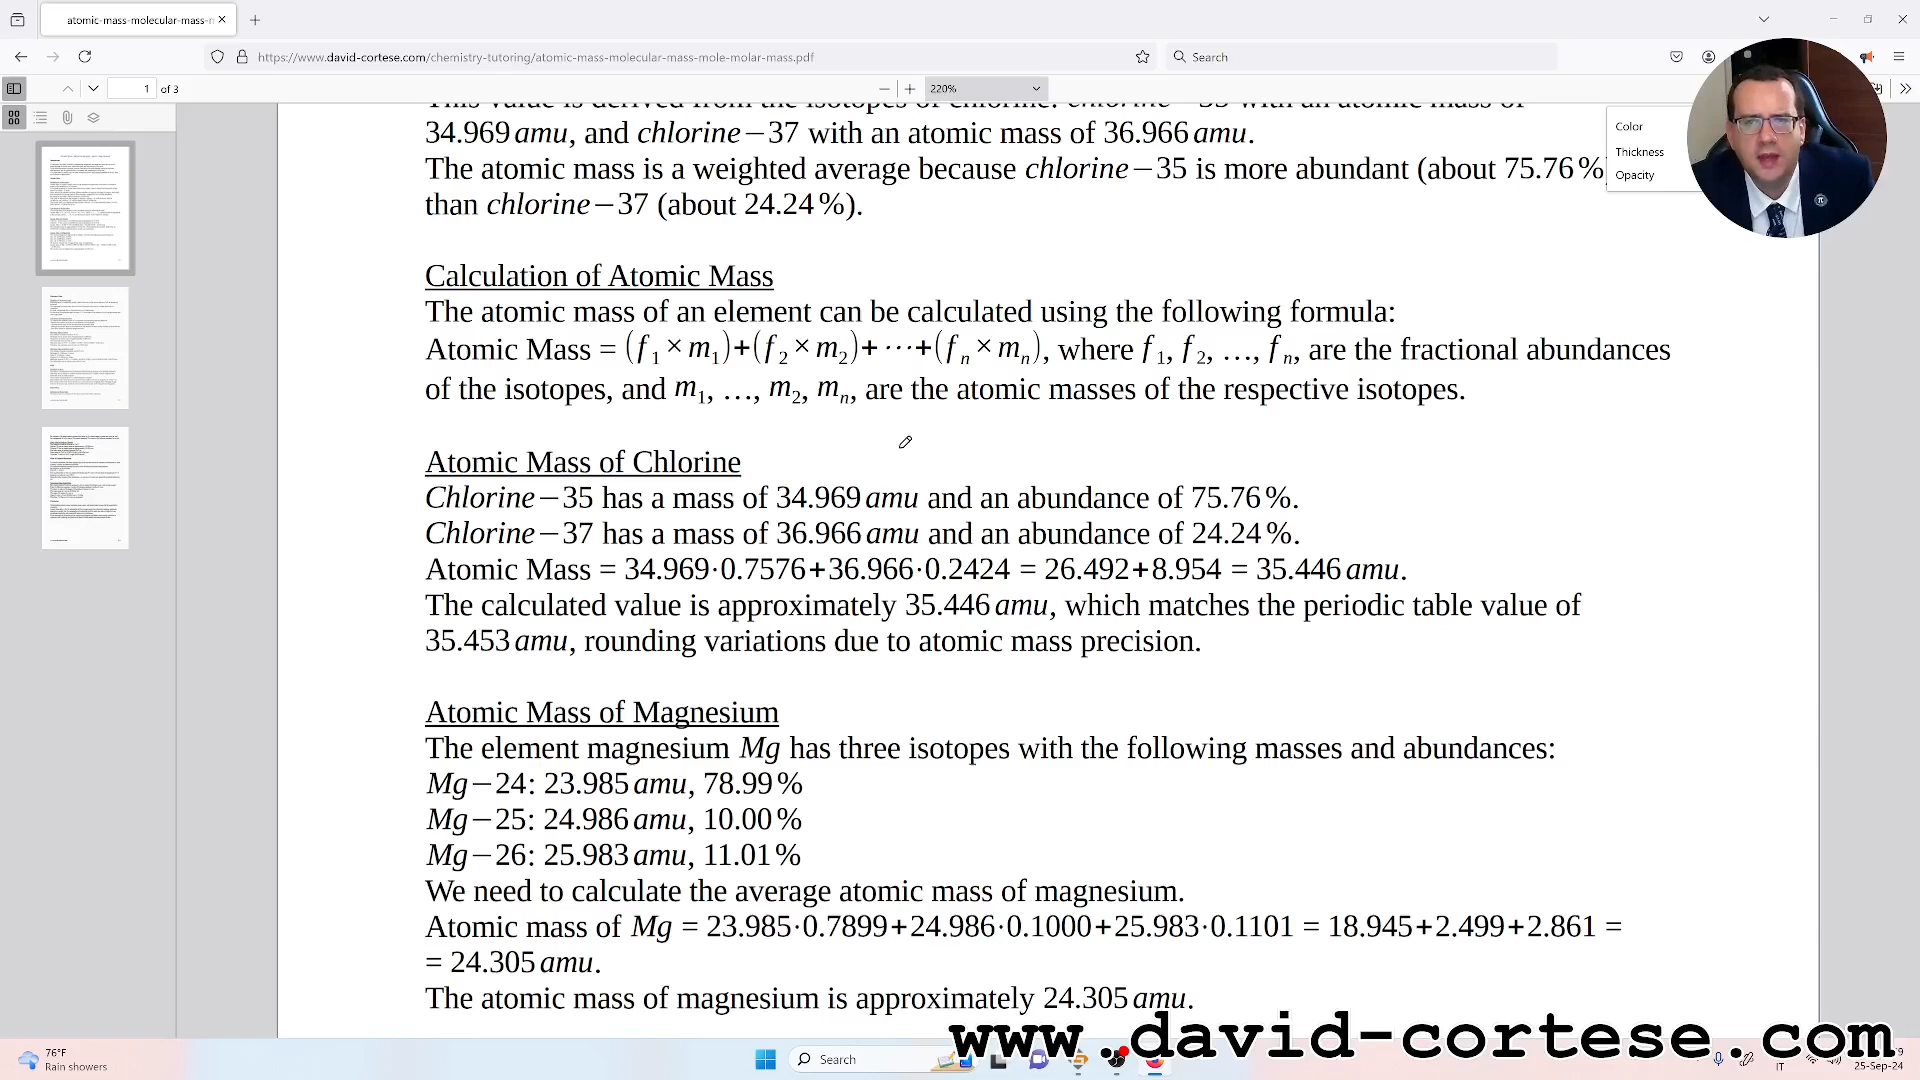 atomic-mass-molecular-mass-m
https://www.david-cortese.com/chemistry-tutoring/atomic-mass-molecular-mass-mole-molar-mass.pdf
Search
1 of 3
220%
Color
Thickness
Opacity
34.969 amu, and chlorine−37 with an atomic mass of 36.966 amu.
The atomic mass is a weighted average because chlorine−35 is more abundant (about 75.76%
than chlorine−37 (about 24.24%).
Calculation of Atomic Mass
The atomic mass of an element can be calculated using the following formula:
Atomic Mass = (f₁×m₁)+(f₂×m₂)+⋯+(fₙ×mₙ), where f₁, f₂, …, fₙ, are the fractional abundances
of the isotopes, and m₁, …, m₂, mₙ, are the atomic masses of the respective isotopes.
Atomic Mass of Chlorine
Chlorine−35 has a mass of 34.969 amu and an abundance of 75.76%.
Chlorine−37 has a mass of 36.966 amu and an abundance of 24.24%.
Atomic Mass = 34.969·0.7576+36.966·0.2424 = 26.492+8.954 = 35.446 amu.
The calculated value is approximately 35.446 amu, which matches the periodic table value of
35.453 amu, rounding variations due to atomic mass precision.
Atomic Mass of Magnesium
The element magnesium Mg has three isotopes with the following masses and abundances:
Mg−24: 23.985 amu, 78.99%
Mg−25: 24.986 amu, 10.00%
Mg−26: 25.983 amu, 11.01%
We need to calculate the average atomic mass of magnesium.
Atomic mass of Mg = 23.985·0.7899+24.986·0.1000+25.983·0.1101 = 18.945+2.499+2.861 =
= 24.305 amu.
The atomic mass of magnesium is approximately 24.305 amu.
www.david-cortese.com
76°F
Rain showers
Search
IT
25-Sep-24